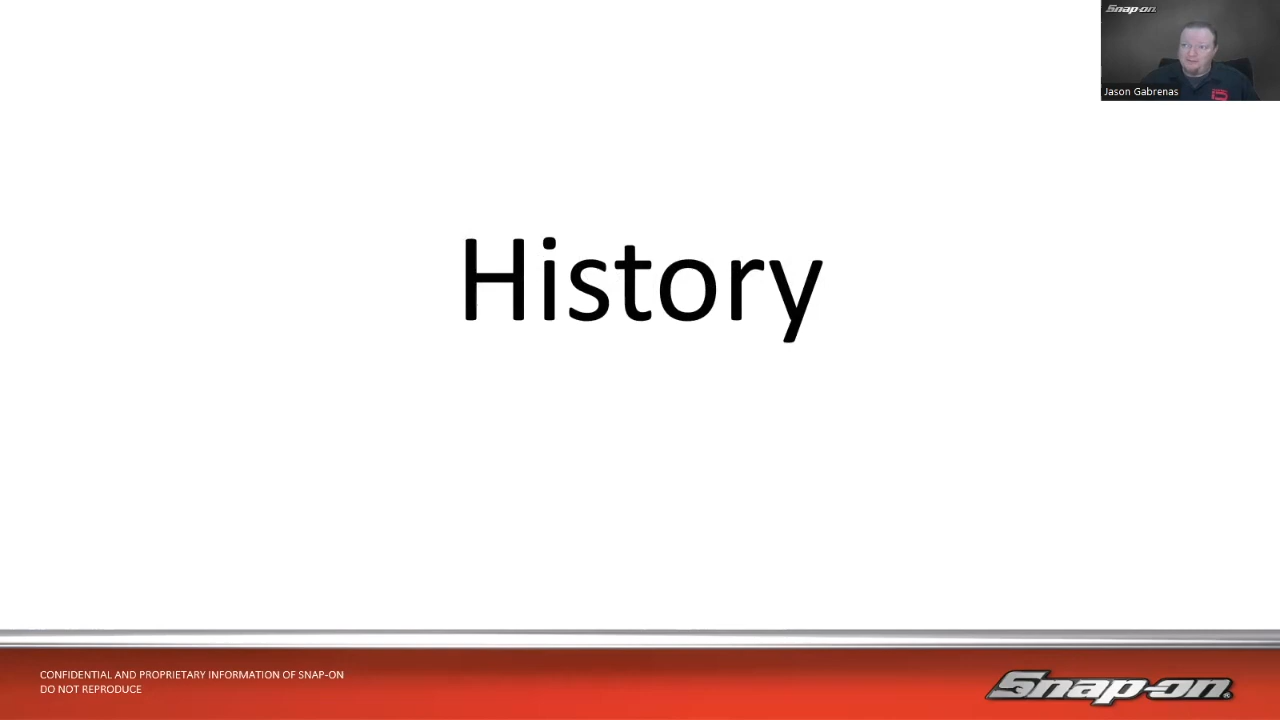 Snap-on
Jason Gabrenas
History
CONFIDENTIAL AND PROPRIETARY INFORMATION OF SNAP-ON
DO NOT REPRODUCE
Snap-on®